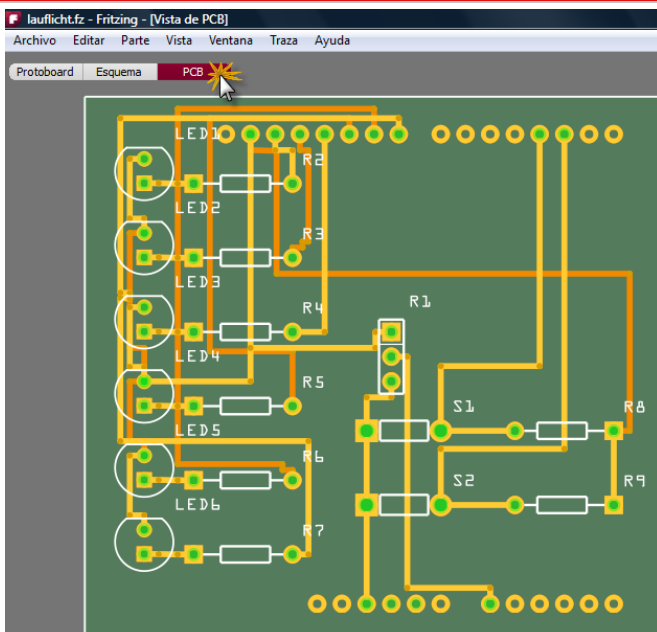 lauflicht.fz - Fritzing - [Vista de PCB]
Archivo Editar Parte Vista Ventana Traza Ayuda
Protoboard Esquema PCB
LED1
R2
LED2
R3
LED3
R4
R1
LED4
R5
S1
R8
LED5
R6
S2
R9
LED6
R7